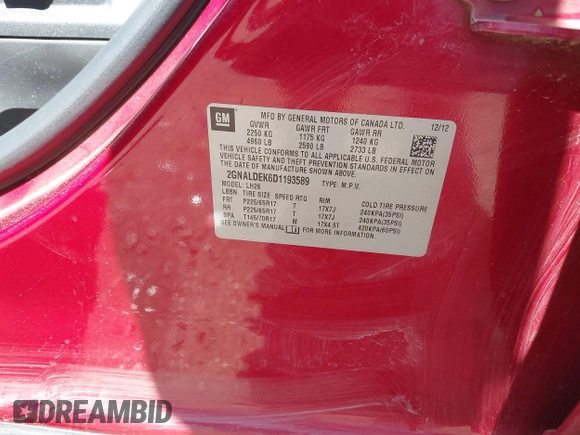 GM
MFD BY GENERAL MOTORS OF CANADA LTD.
GVWR GAWR FRT GAWR RR 12/12
2250 KG 1175 KG 1240 KG
4960 LB 2590 LB 2733 LB
THIS VEHICLE CONFORMS TO ALL APPLICABLE U.S. FEDERAL MOTOR
VEHICLE SAFETY AND THEFT PREVENTION STANDARDS IN EFFECT ON
THE DATE OF MANUFACTURE SHOWN ABOVE.
2GNALDEK6D1193589 TYPE: M.P.V.
MODEL: LH26
LBBN TIRE SIZE SPEED RTG RIM COLD TIRE PRESSURE
FRT P225/65R17 T 17X7J 240KPA(35PSI)
RR P225/65R17 T 17X7J 240KPA(35PSI)
SPA T145/70R17 M 17X4.5T 420KPA(60PSI)
SEE OWNER'S MANUAL i FOR MORE INFORMATION.
DREAMBID